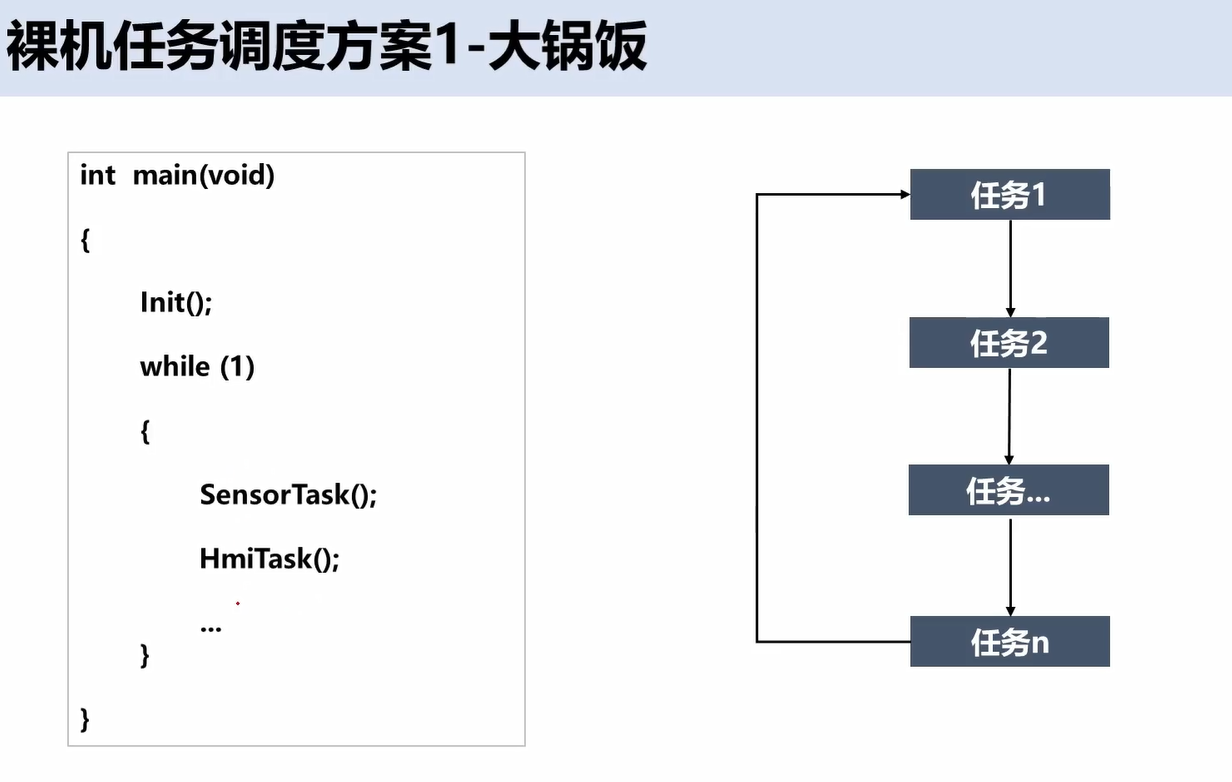 裸机任务调度方案1-大锅饭
int main(void)
{
Init();
while (1)
{
SensorTask();
HmiTask();
...
}
}
任务1
任务2
任务...
任务n